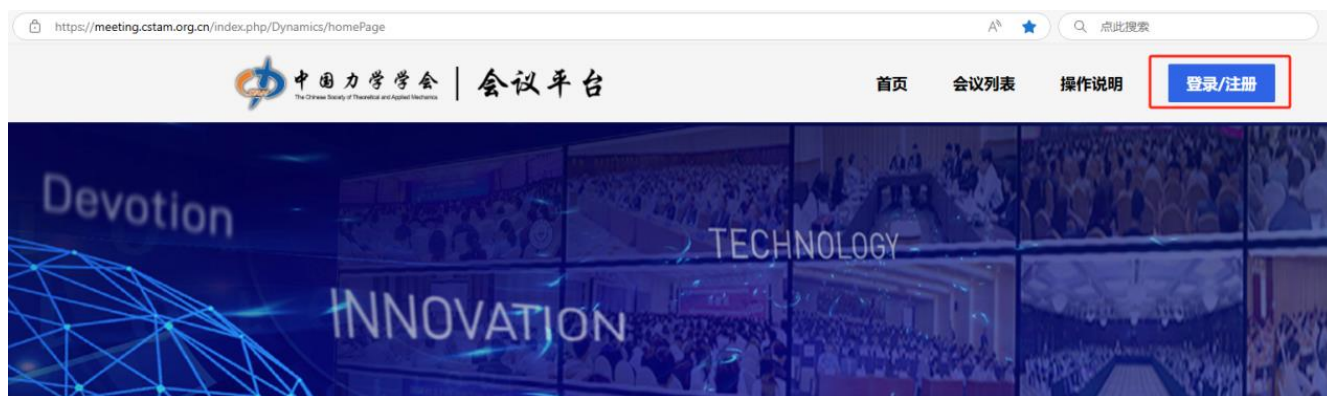 https://meeting.cstam.org.cn/index.php/Dynamics/homePage
点此搜索
中国力学学会 会议平台
The Chinese Society of Theoretical and Applied Mechanics
首页 会议列表 操作说明 登录/注册
Devotion
TECHNOLOGY
INNOVATION